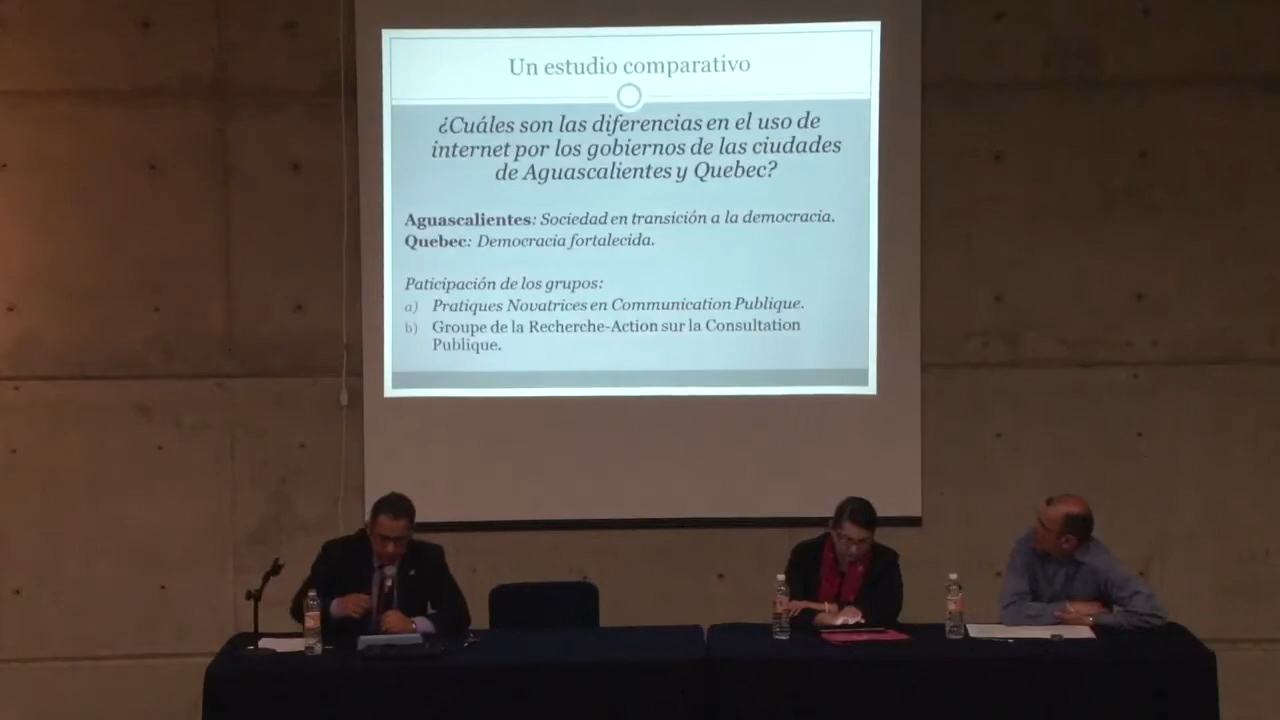 Un estudio comparativo
¿Cuáles son las diferencias en el uso de
internet por los gobiernos de las ciudades
de Aguascalientes y Quebec?
Aguascalientes: Sociedad en transición a la democracia.
Quebec: Democracia fortalecida.
Paticipación de los grupos:
a) Pratiques Novatrices en Communication Publique.
b) Groupe de la Recherche-Action sur la Consultation
Publique.